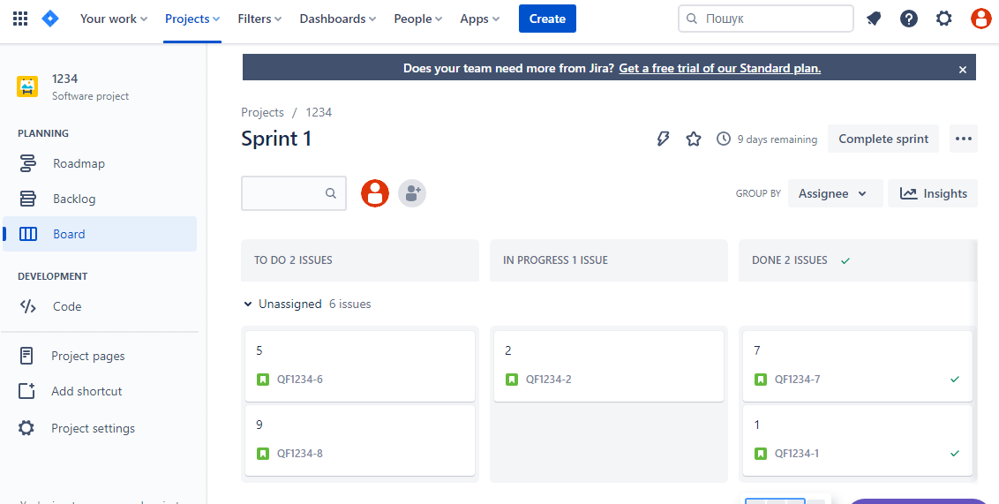 Your work Projects Filters Dashboards People Apps Create Пошук
Does your team need more from Jira? Get a free trial of our Standard plan.
1234
Software project
Projects / 1234
Sprint 1
9 days remaining Complete sprint
PLANNING
Roadmap
Backlog
Board
GROUP BY Assignee Insights
DEVELOPMENT
Code
Project pages
Add shortcut
Project settings
TO DO 2 ISSUES IN PROGRESS 1 ISSUE DONE 2 ISSUES
Unassigned 6 issues
5
QF1234-6
9
QF1234-8
2
QF1234-2
7
QF1234-7
1
QF1234-1